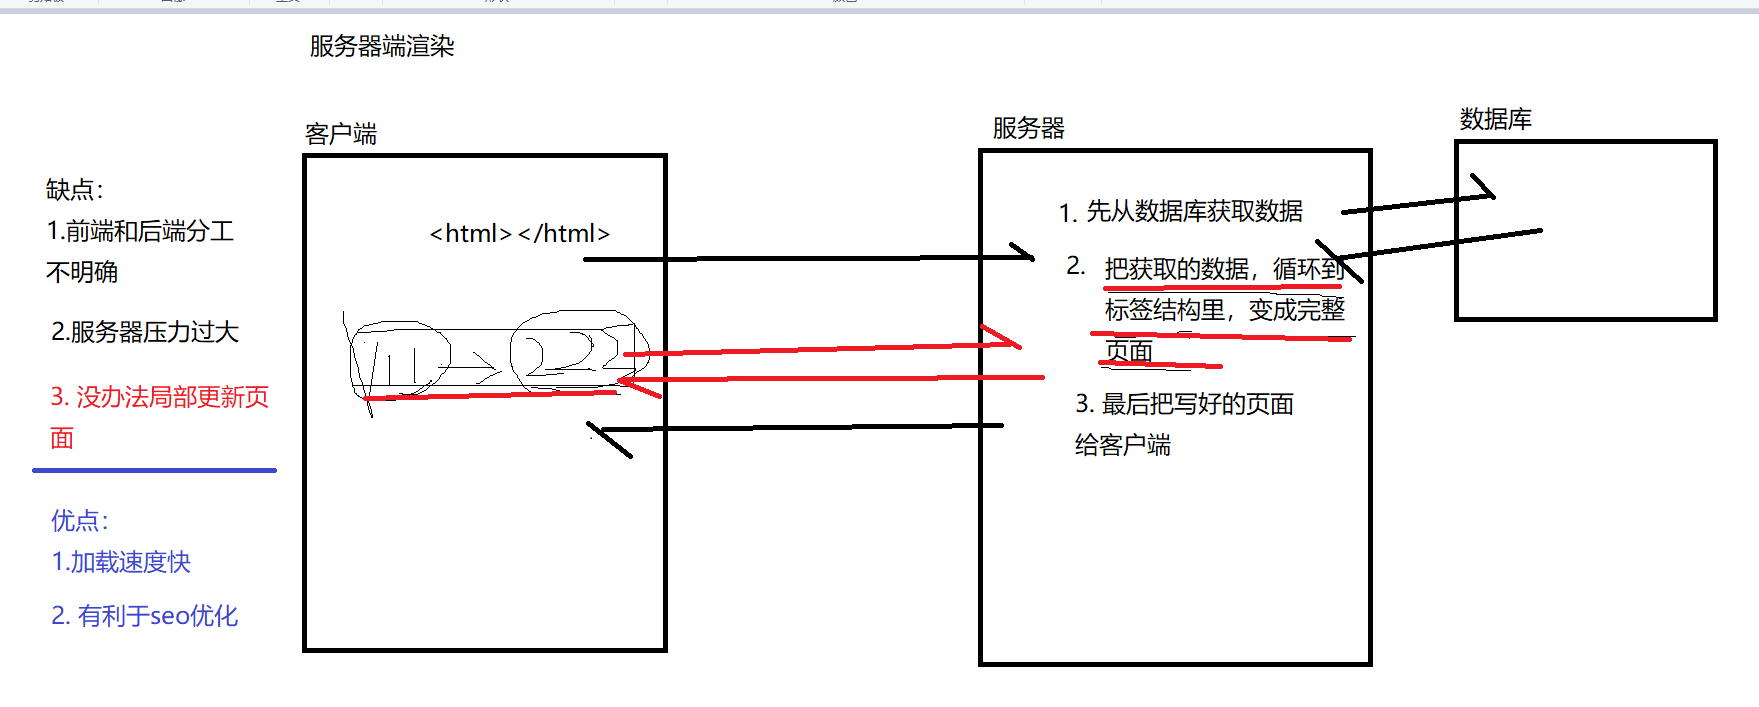 服务器端渲染
客户端
服务器
数据库
缺点：
1.前端和后端分工
不明确
2.服务器压力过大
3. 没办法局部更新页
面
优点：
1.加载速度快
2. 有利于seo优化
<html></html>
11 -> 22
1. 先从数据库获取数据
2. 把获取的数据，循环到
标签结构里，变成完整
页面
3. 最后把写好的页面
给客户端